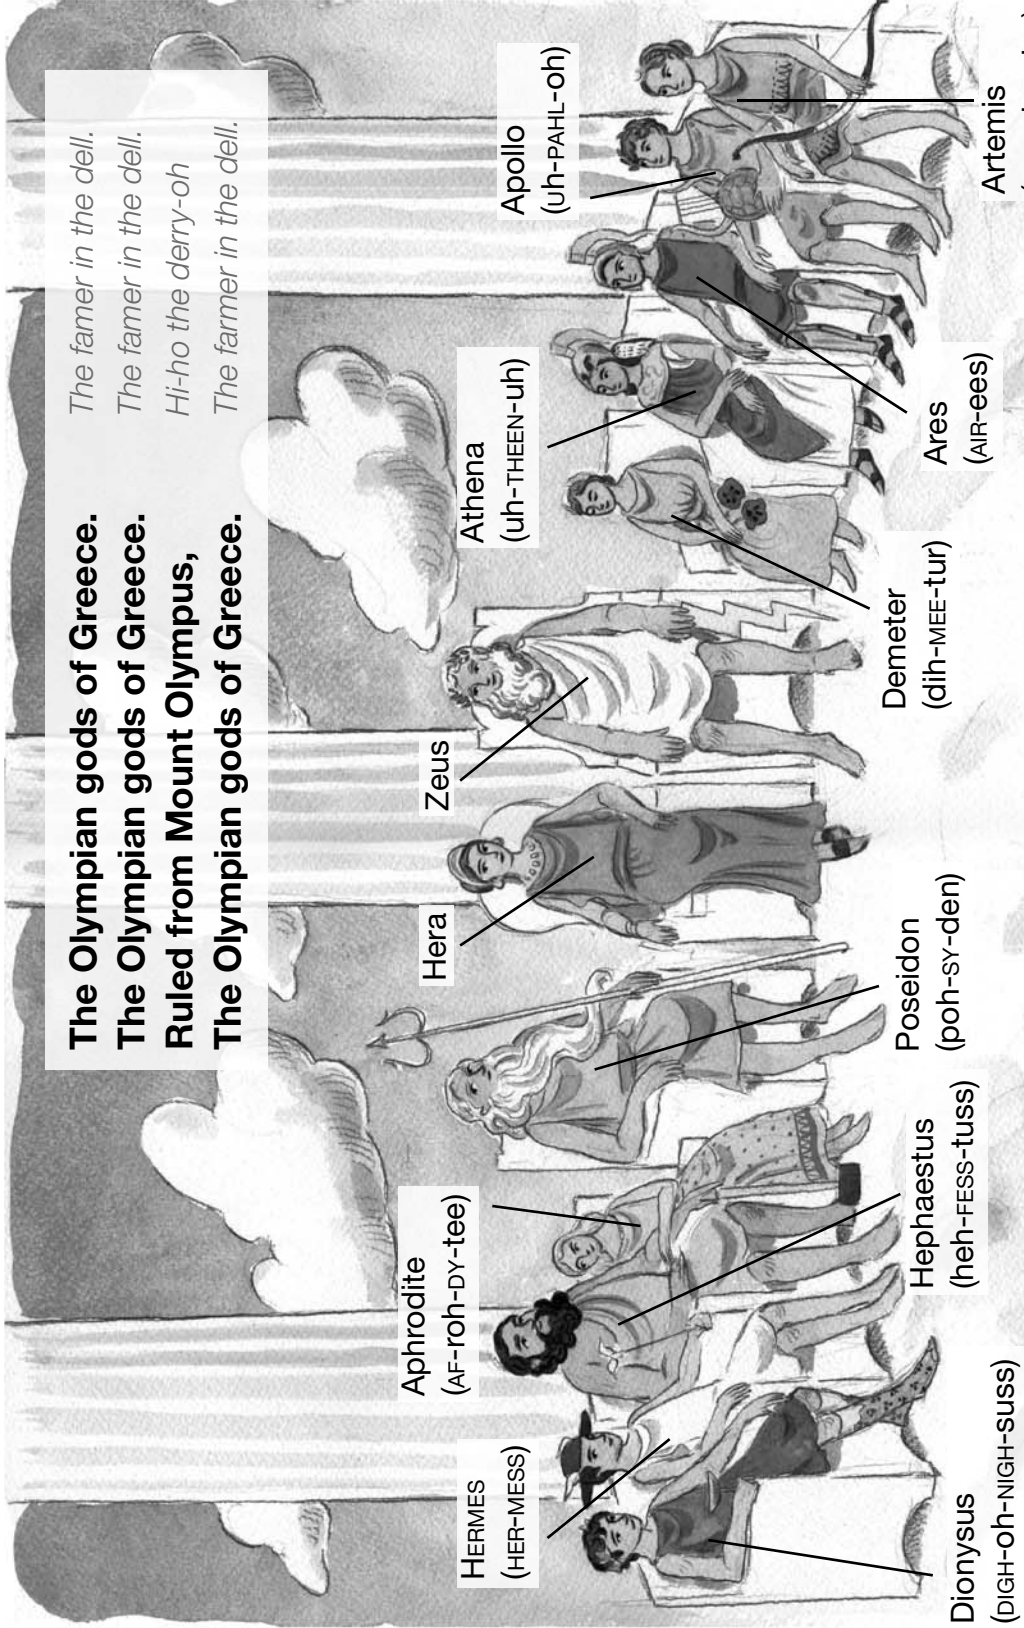 The Olympian gods of Greece.
The Olympian gods of Greece.
Ruled from Mount Olympus,
The Olympian gods of Greece.
The famer in the dell.
The famer in the dell.
Hi-ho the derry-oh
The farmer in the dell.
Dionysus
(DIGH-oh-NIGH-suss)
HERMES
(HER-MESS)
Aphrodite
(AF-roh-DY-tee)
Hephaestus
(heh-FESS-tuss)
Poseidon
(poh-SY-den)
Hera
Zeus
Demeter
(dih-MEE-tur)
Athena
(uh-THEEN-uh)
Ares
(AIR-ees)
Apollo
(uh-PAHL-oh)
Artemis